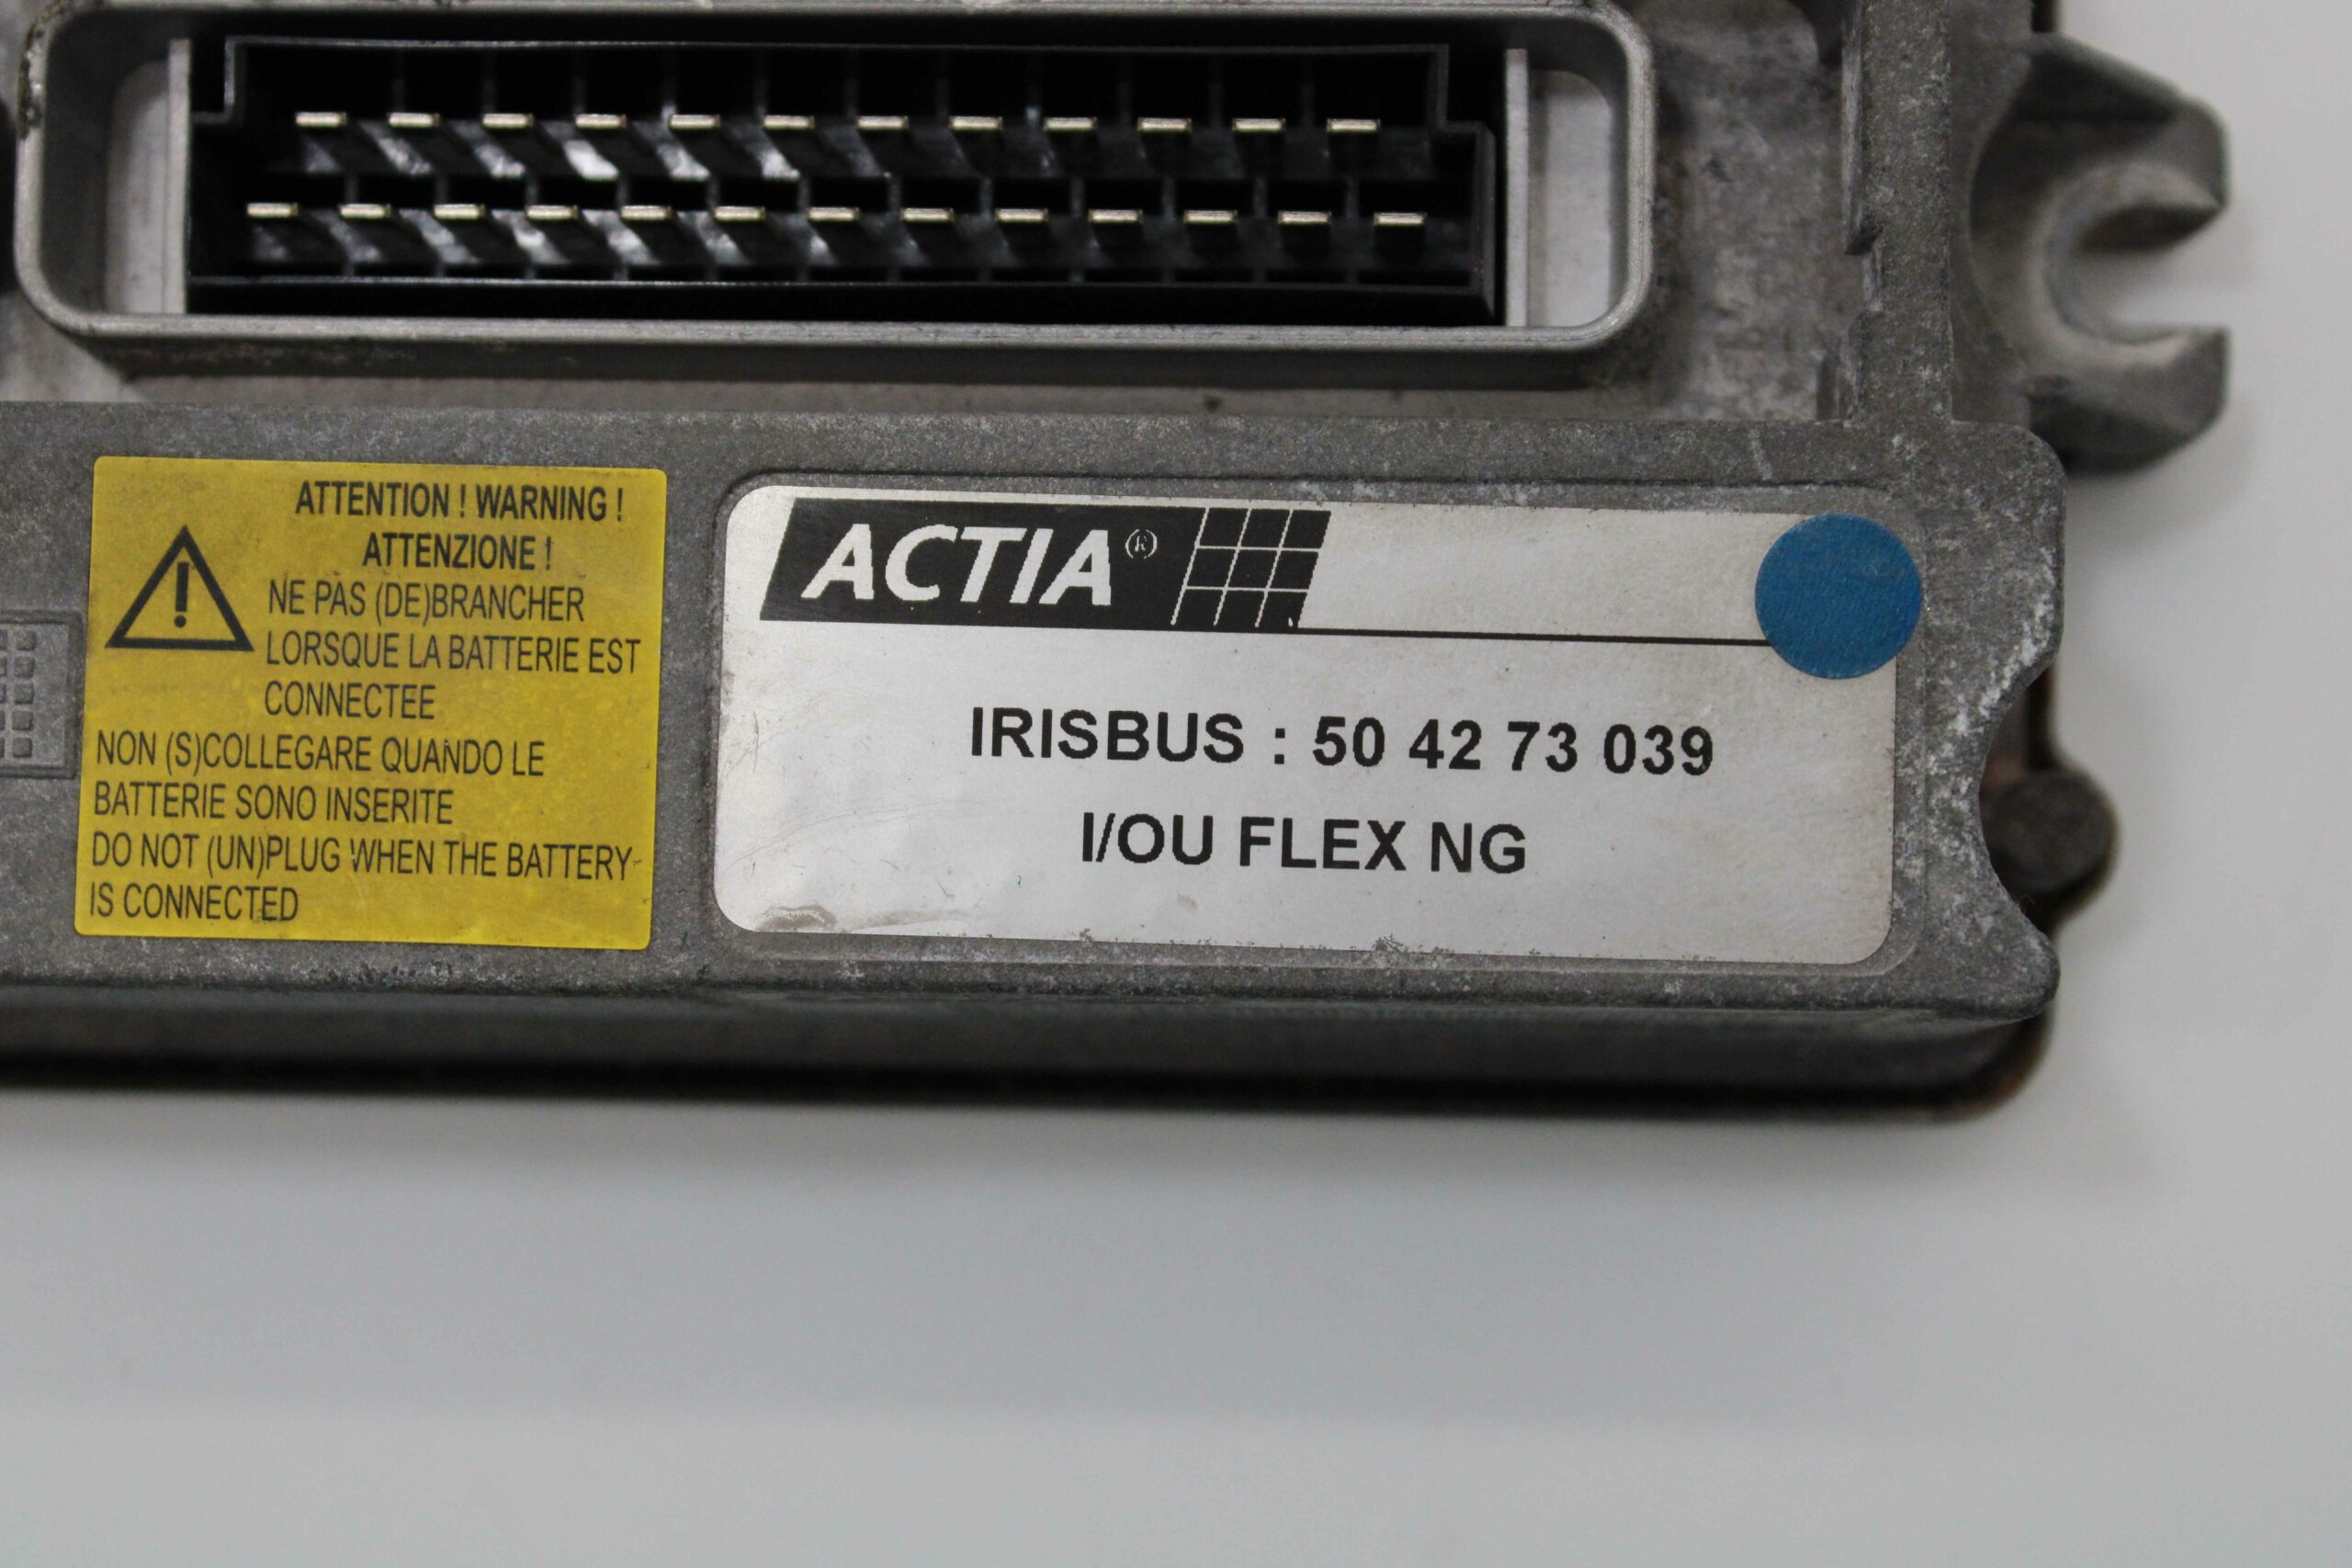 ATTENTION ! WARNING !
ATTENZIONE !
NE PAS (DE)BRANCHER
LORSQUE LA BATTERIE EST
CONNECTEE
NON (S)COLLEGARE QUANDO LE
BATTERIE SONO INSERITE
DO NOT (UN)PLUG WHEN THE BATTERY
IS CONNECTED
ACTIA®
IRISBUS : 50 42 73 039
I/OU FLEX NG